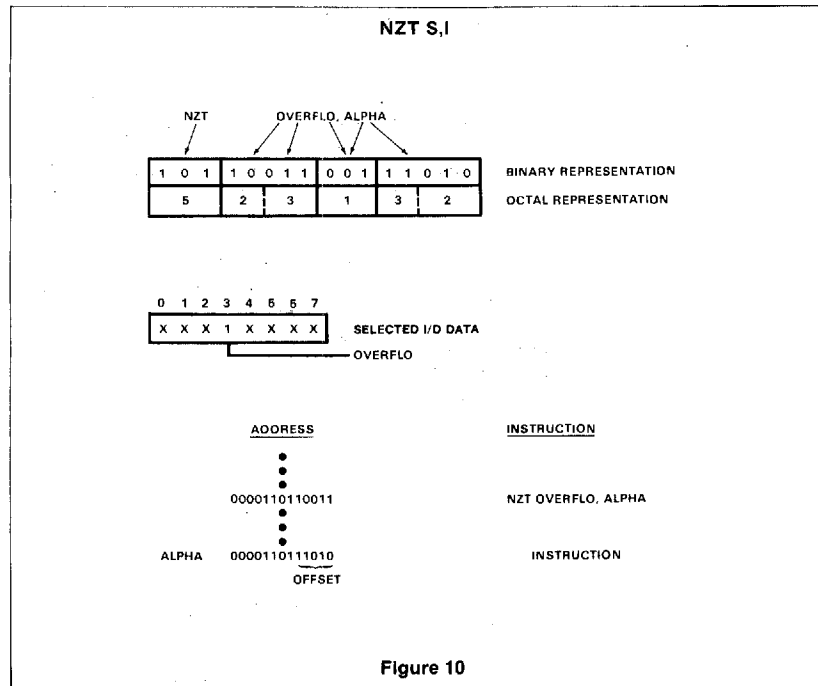 NZT S,I
NZT OVERFLO, ALPHA
1 0 1 1 0 0 1 1 0 0 1 1 1 0 1 0 BINARY REPRESENTATION
5 2 3 1 3 2 OCTAL REPRESENTATION
0 1 2 3 4 5 6 7
X X X 1 X X X X SELECTED I/D DATA
OVERFLO
ADDRESS INSTRUCTION
0000110110011 NZT OVERFLO, ALPHA
ALPHA 0000110111010 INSTRUCTION
OFFSET
Figure 10